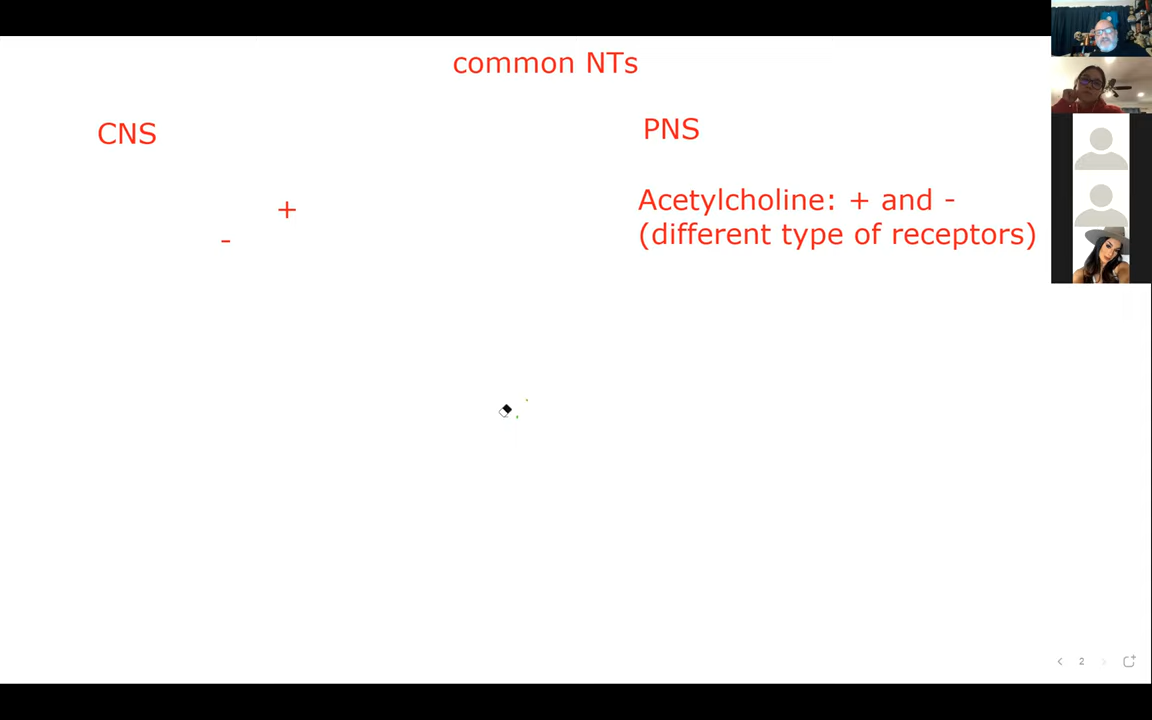 common NTs
CNS
PNS
+
-
Acetylcholine: + and -
(different type of receptors)
2